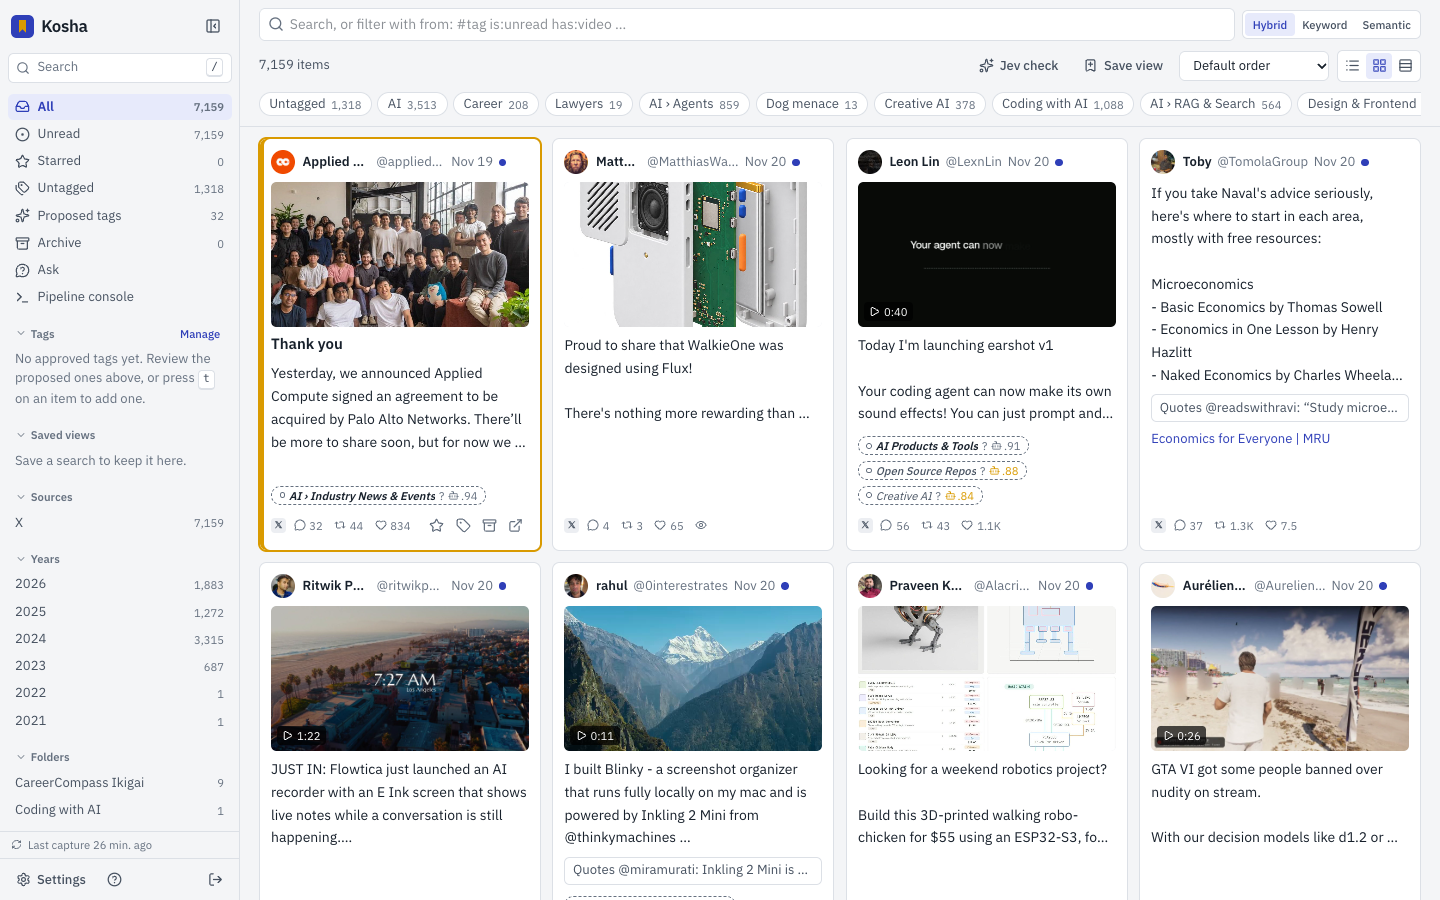 Kosha
Search
/
All 7,159
Unread 7,159
Starred 0
Untagged 1,318
Proposed tags 32
Archive 0
Ask
Pipeline console
Tags Manage
No approved tags yet. Review the
proposed ones above, or press t
on an item to add one.
Saved views
Save a search to keep it here.
Sources
X 7,159
Years
2026 1,883
2025 1,272
2024 3,315
2023 687
2022 1
2021 1
Folders
CareerCompass Ikigai 9
Coding with AI 1
Last capture 26 min. ago
Settings
Search, or filter with from: #tag is:unread has:video ...
Hybrid Keyword Semantic
7,159 items
Jev check Save view Default order
Untagged 1,318 AI 3,513 Career 208 Lawyers 19 AI › Agents 859 Dog menace 13 Creative AI 378 Coding with AI 1,088 AI › RAG & Search 564 Design & Frontend
Applied ... @applied... Nov 19
Thank you
Yesterday, we announced Applied
Compute signed an agreement to be
acquired by Palo Alto Networks. There’ll
be more to share soon, but for now we ...
AI › Industry News & Events ? .94
X 32 44 834
Matt... @MatthiasWa... Nov 20
Proud to share that WalkieOne was
designed using Flux!
There's nothing more rewarding than ...
X 4 3 65
Leon Lin @LexnLin Nov 20
Your agent can now
0:40
Today I'm launching earshot v1
Your coding agent can now make its own
sound effects! You can just prompt and...
AI Products & Tools ? .91
Open Source Repos ? .88
Creative AI ? .84
X 56 43 1.1K
Toby @TomolaGroup Nov 20
If you take Naval's advice seriously,
here's where to start in each area,
mostly with free resources:
Microeconomics
- Basic Economics by Thomas Sowell
- Economics in One Lesson by Henry
Hazlitt
- Naked Economics by Charles Wheela...
Quotes @readswithravi: “Study microe...
Economics for Everyone | MRU
X 37 1.3K 7.5
Ritwik P... @ritwikp... Nov 20
7:27 AM
Los Angeles
1:22
JUST IN: Flowtica just launched an AI
recorder with an E Ink screen that shows
live notes while a conversation is still
happening....
rahul @0interestrates Nov 20
0:11
I built Blinky - a screenshot organizer
that runs fully locally on my mac and is
powered by Inkling 2 Mini from
@thinkymachines ...
Quotes @miramurati: Inkling 2 Mini is ...
Praveen K... @Alacri... Nov 20
Looking for a weekend robotics project?
Build this 3D-printed walking robo-
chicken for $55 using an ESP32-S3, fo...
Aurélien... @Aurelien... Nov 20
0:26
GTA VI got some people banned over
nudity on stream.
With our decision models like d1.2 or ...